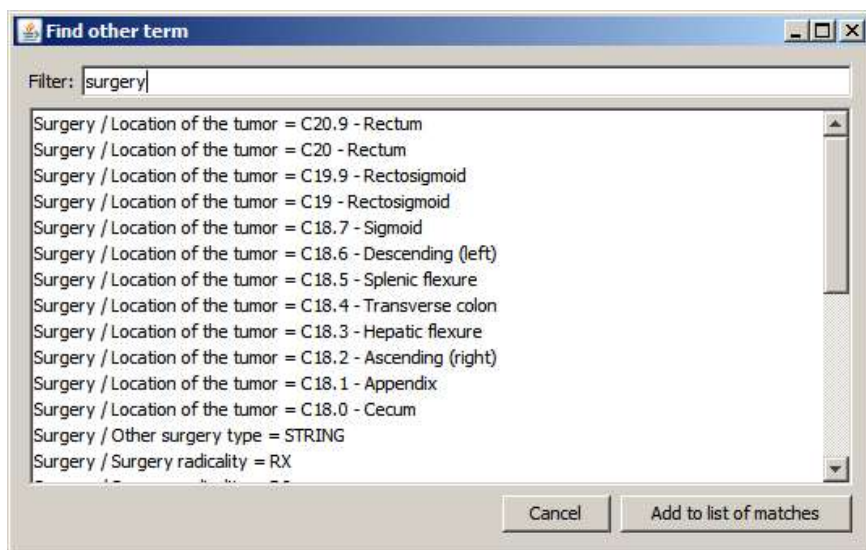 Find other term
Filter: surgery
Surgery / Location of the tumor = C20.9 - Rectum
Surgery / Location of the tumor = C20 - Rectum
Surgery / Location of the tumor = C19.9 - Rectosigmoid
Surgery / Location of the tumor = C19 - Rectosigmoid
Surgery / Location of the tumor = C18.7 - Sigmoid
Surgery / Location of the tumor = C18.6 - Descending (left)
Surgery / Location of the tumor = C18.5 - Splenic flexure
Surgery / Location of the tumor = C18.4 - Transverse colon
Surgery / Location of the tumor = C18.3 - Hepatic flexure
Surgery / Location of the tumor = C18.2 - Ascending (right)
Surgery / Location of the tumor = C18.1 - Appendix
Surgery / Location of the tumor = C18.0 - Cecum
Surgery / Other surgery type = STRING
Surgery / Surgery radicality = RX
Cancel
Add to list of matches